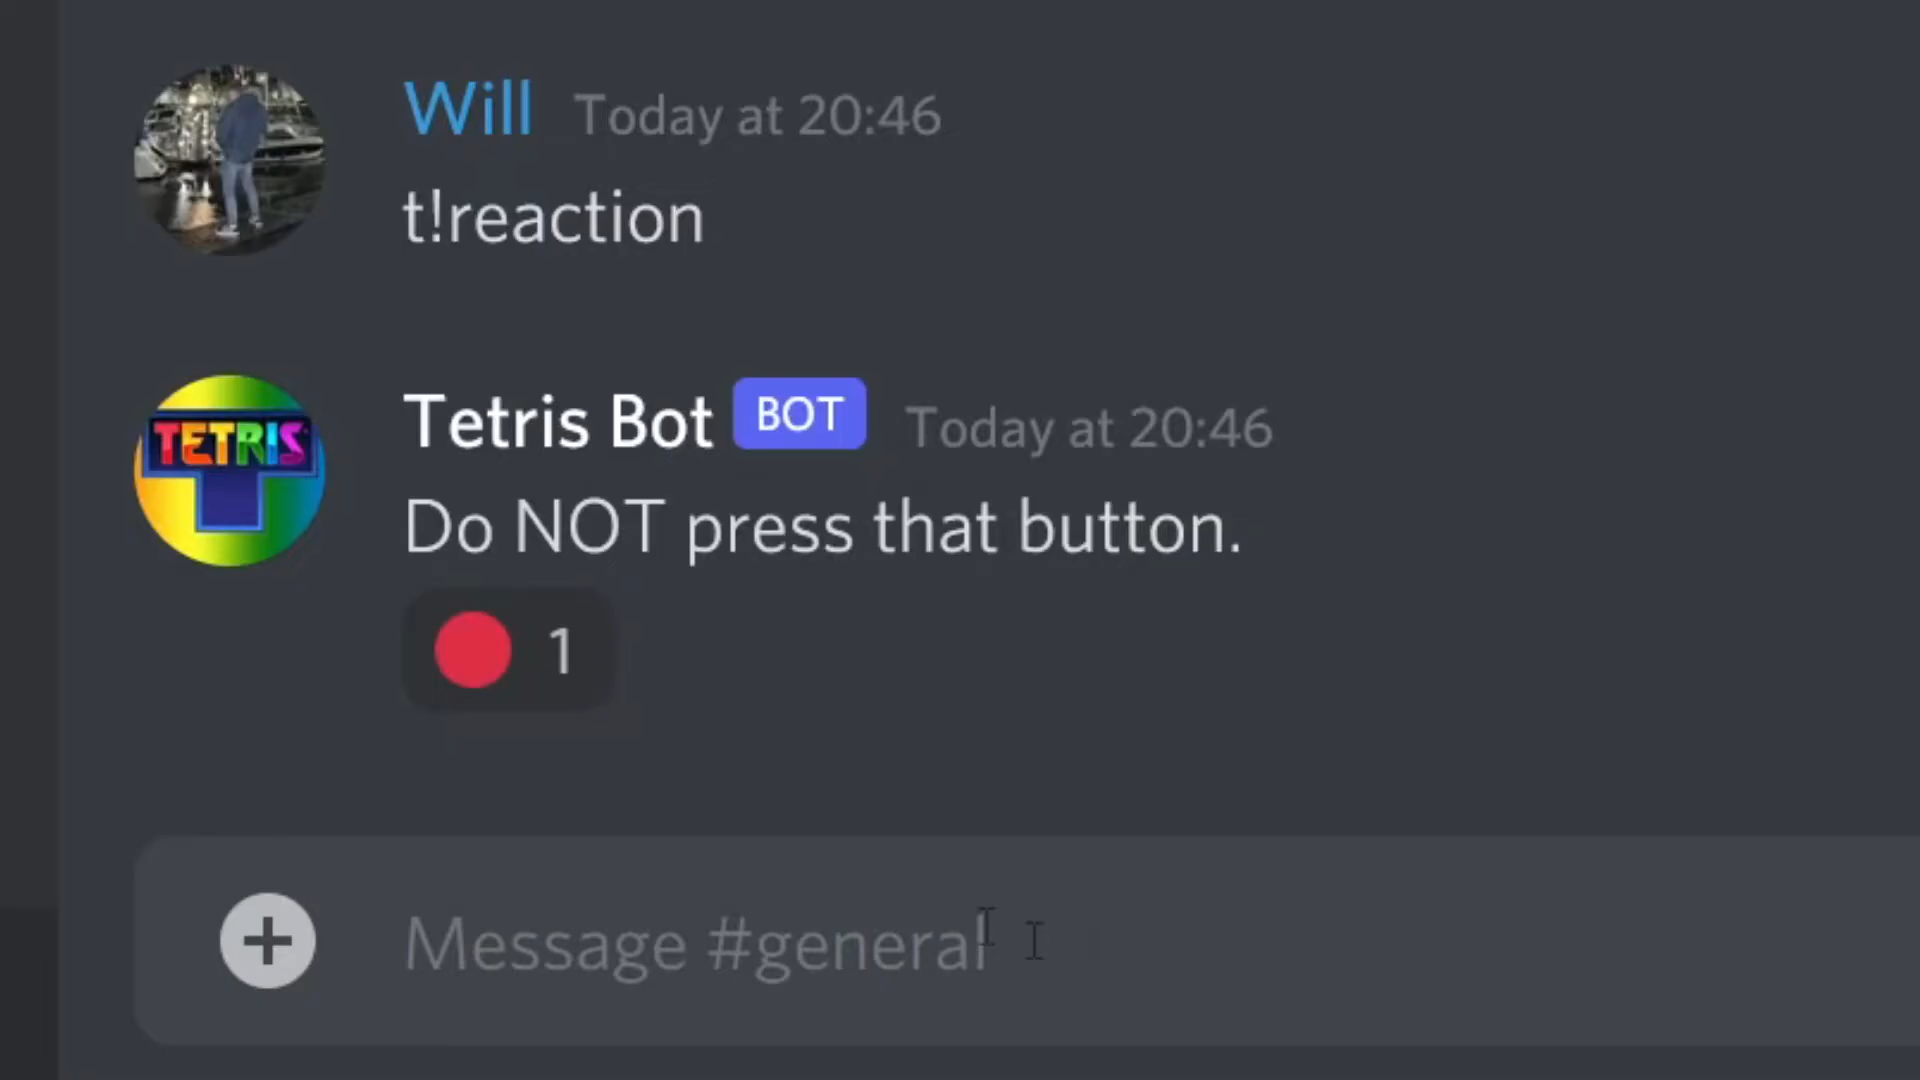 Will Today at 20:46
t!reaction
TETRIS
Tetris Bot BOT Today at 20:46
Do NOT press that button.
1
Message #general